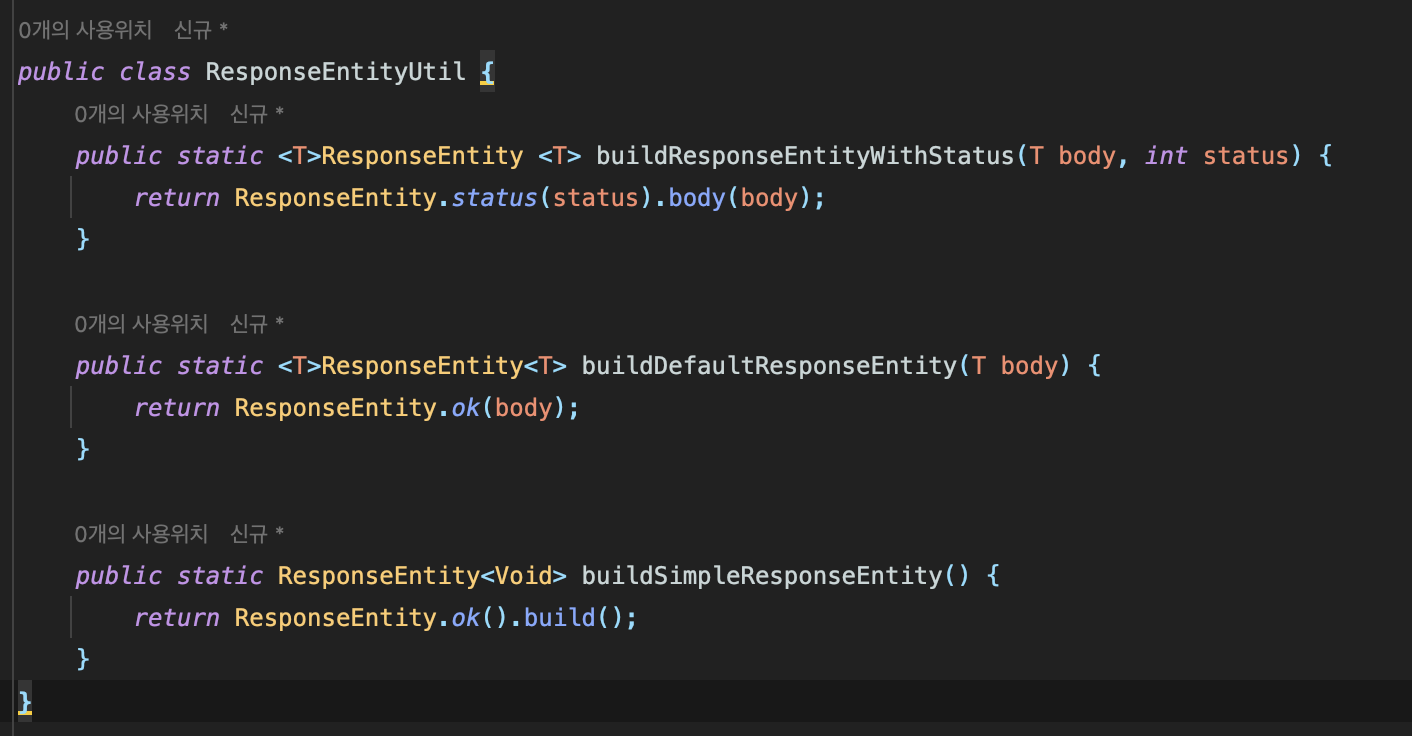 0개의 사용위치 신규 *
public class ResponseEntityUtil {
0개의 사용위치 신규 *
public static <T>ResponseEntity <T> buildResponseEntityWithStatus(T body, int status) {
return ResponseEntity.status(status).body(body);
}
0개의 사용위치 신규 *
public static <T>ResponseEntity<T> buildDefaultResponseEntity(T body) {
return ResponseEntity.ok(body);
}
0개의 사용위치 신규 *
public static ResponseEntity<Void> buildSimpleResponseEntity() {
return ResponseEntity.ok().build();
}
}